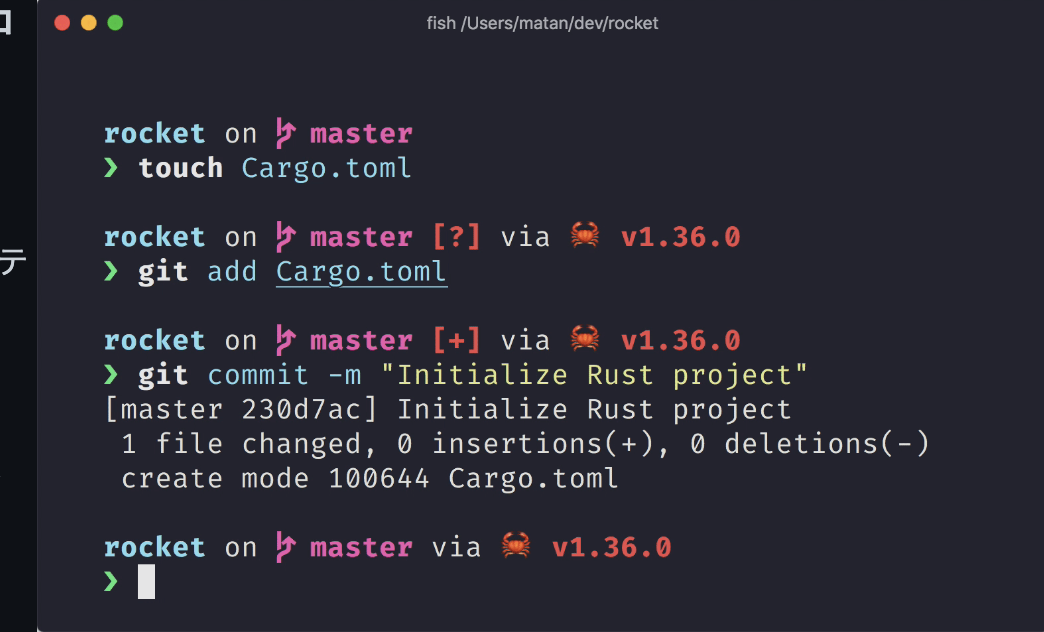 fish /Users/matan/dev/rocket
rocket on master
❯ touch Cargo.toml
rocket on master [?] via 🦀 v1.36.0
❯ git add Cargo.toml
rocket on master [+] via 🦀 v1.36.0
❯ git commit -m "Initialize Rust project"
[master 230d7ac] Initialize Rust project
1 file changed, 0 insertions(+), 0 deletions(-)
create mode 100644 Cargo.toml
rocket on master via 🦀 v1.36.0
❯
テ